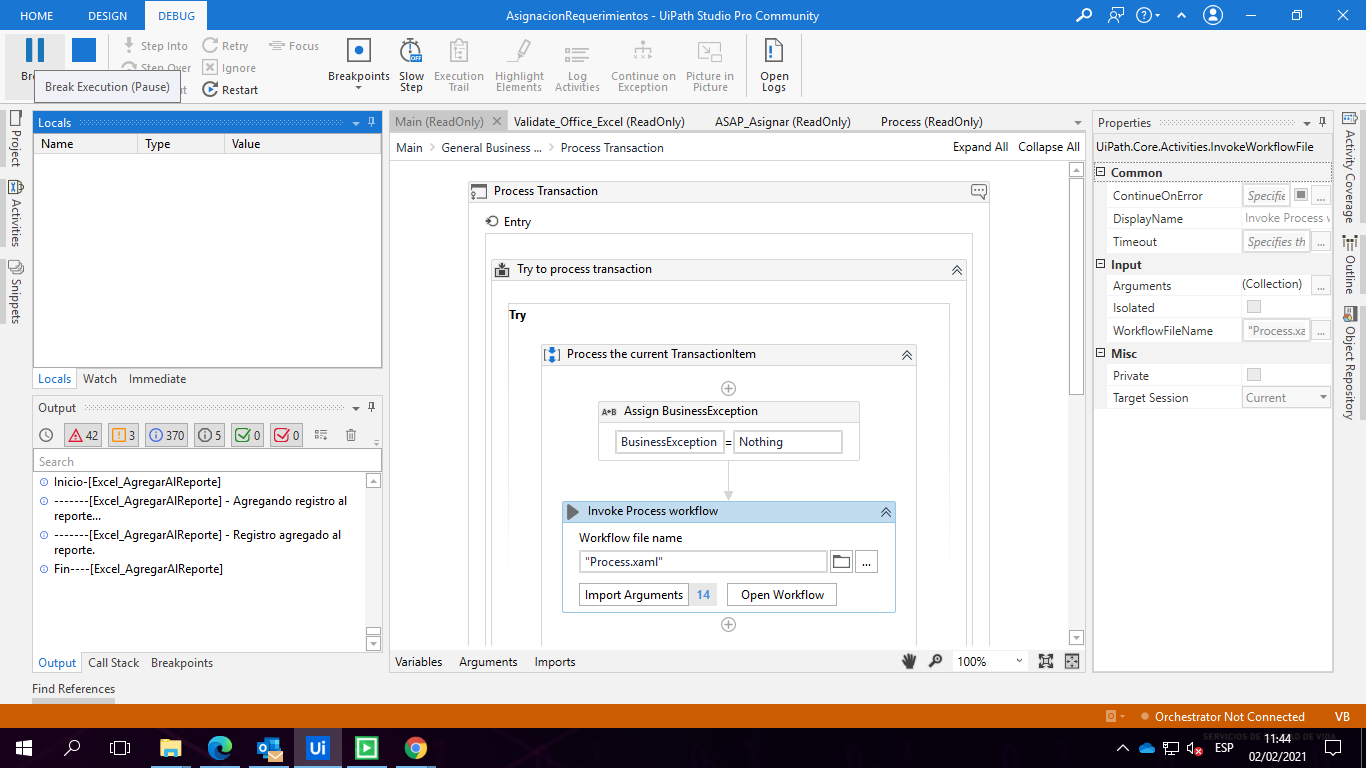 HOME DESIGN DEBUG AsignacionRequerimientos - UiPath Studio Pro Community
Step Into Retry Focus
Step Over Ignore
Restart
Break Execution (Pause)
Breakpoints Slow Step Execution Trail Highlight Elements Log Activities Continue on Exception Picture in Picture Open Logs
Project
Activities
Snippets
Locals
Name Type Value
Locals Watch Immediate
Output
42 3 370 5 0 0
Search
Inicio-[Excel_AgregarAlReporte]
-------[Excel_AgregarAlReporte] - Agregando registro al
reporte...
-------[Excel_AgregarAlReporte] - Registro agregado al
reporte.
Fin----[Excel_AgregarAlReporte]
Output Call Stack Breakpoints
Find References
Main (ReadOnly) Validate_Office_Excel (ReadOnly) ASAP_Asignar (ReadOnly) Process (ReadOnly)
Main General Business ... Process Transaction Expand All Collapse All
Process Transaction
Entry
Try to process transaction
Try
Process the current TransactionItem
A+B Assign BusinessException
BusinessException = Nothing
Invoke Process workflow
Workflow file name
"Process.xaml" ...
Import Arguments 14 Open Workflow
Variables Arguments Imports 100%
Properties
UiPath.Core.Activities.InvokeWorkflowFile
Common
ContinueOnError Specifie ...
DisplayName Invoke Process w
Timeout Specifies th ...
Input
Arguments (Collection) ...
Isolated
WorkflowFileName "Process.xa ...
Misc
Private
Target Session Current
Activity Coverage
Outline
Object Repository
Orchestrator Not Connected VB
Ui
ESP
11:44
02/02/2021